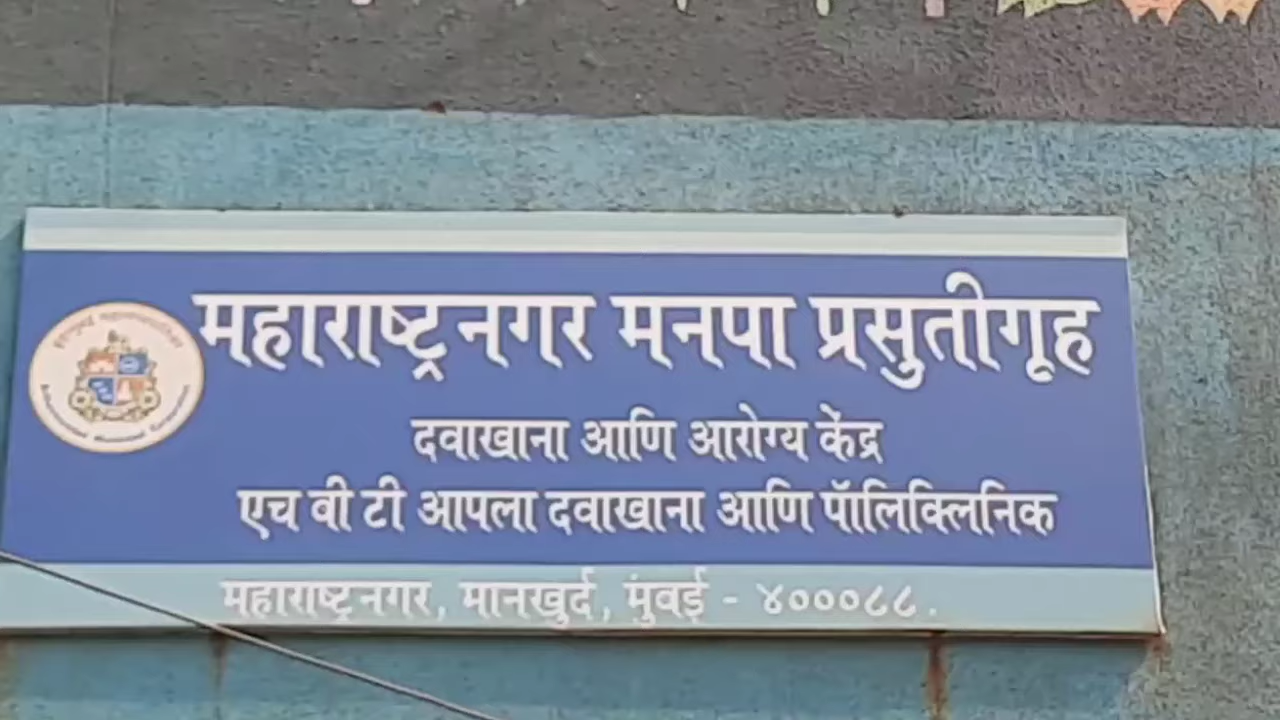 महाराष्ट्रनगर मनपा प्रसुतीगृह
दवाखाना आणि आरोग्य केंद्र
एच बी टी आपला दवाखाना आणि पॉलिक्लिनिक
महाराष्ट्रनगर, मानखुर्द, मुंबई - ४०००८८.